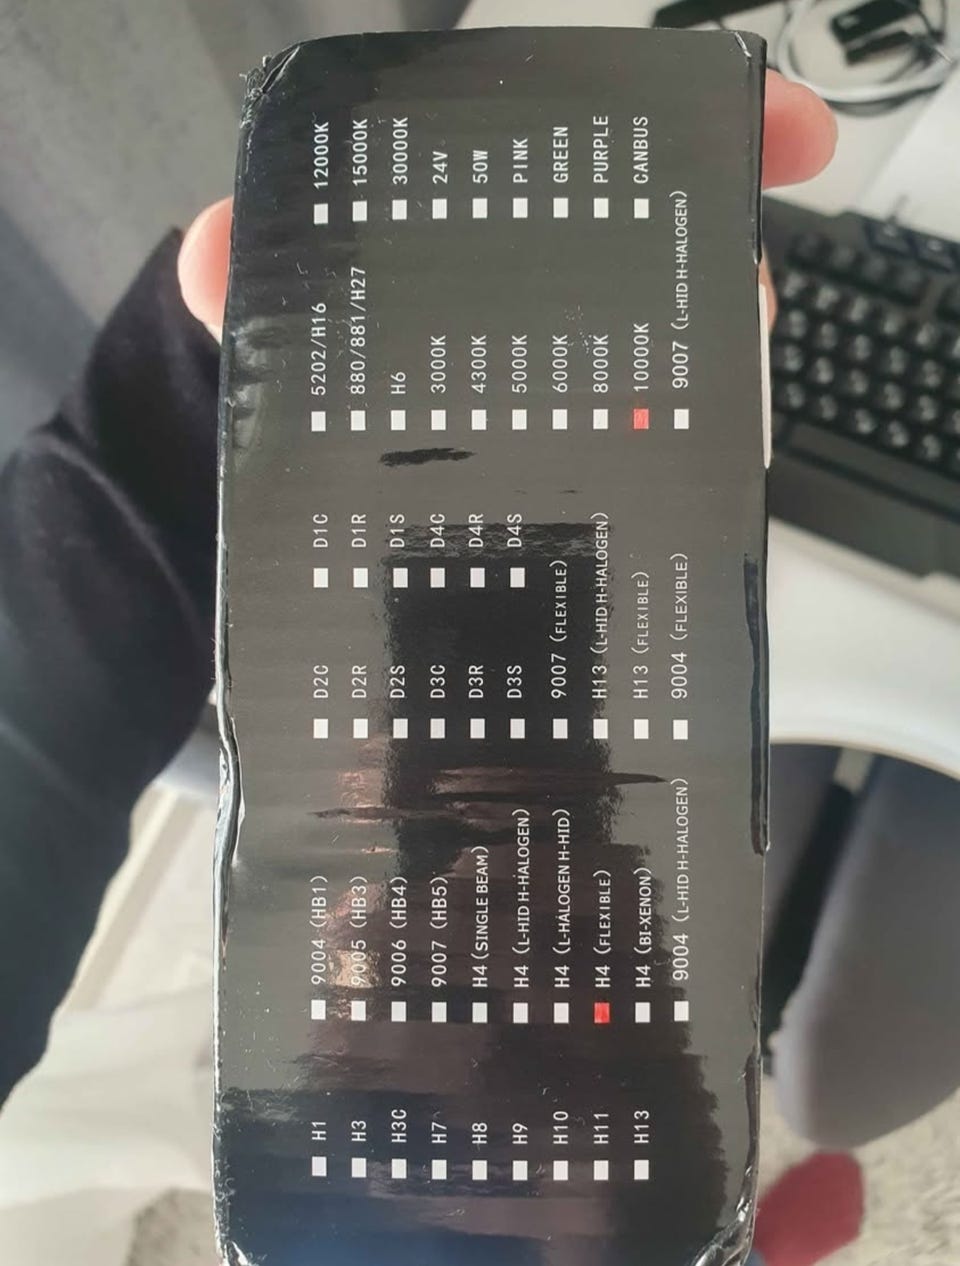 H1 9004 (HB1) D2C D1C 5202/H16 12000K
H3 9005 (HB3) D2R D1R 880/881/H27 15000K
H3C 9006 (HB4) D2S D1S H6 30000K
H7 9007 (HB5) D3C D4C 3000K 24V
H8 H4 (SINGLE BEAM) D3R D4R 4300K 50W
H9 H4 (L-HID H-HALOGEN) D3S D4S 5000K PINK
H10 H4 (L-HALOGEN H-HID) 9007 (FLEXIBLE) 6000K GREEN
H11 H4 (FLEXIBLE) H13 (L-HID H-HALOGEN) 8000K PURPLE
H13 H4 (BI-XENON) H13 (FLEXIBLE) 10000K CANBUS
9004 (L-HID H-HALOGEN) 9004 (FLEXIBLE) 9007 (L-HID H-HALOGEN)